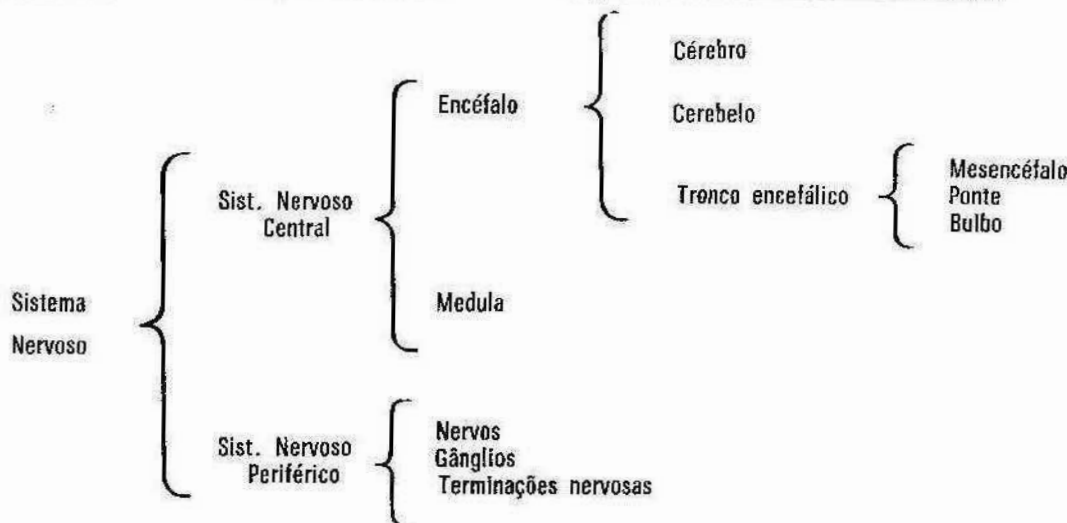 Cérebro
Encéfalo
Cerebelo
Mesencéfalo
Tronco encefálico
Ponte
Bulbo
Sist. Nervoso
Central
Sistema
Medula
Nervoso
Nervos
Sist. Nervoso
Gânglios
Periférico
Terminações nervosas